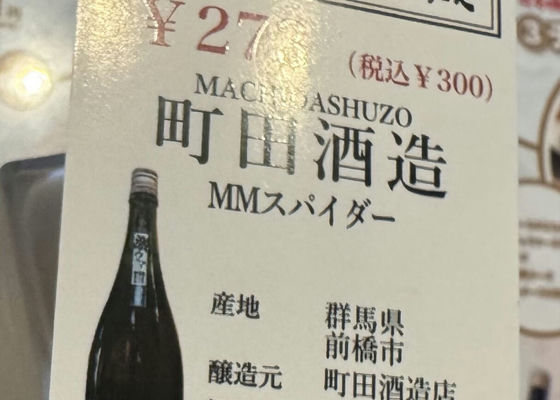 (税込￥300)
町田酒造
MMスパイダー
産地
群馬県
前橋市
醸造元
町田酒造店